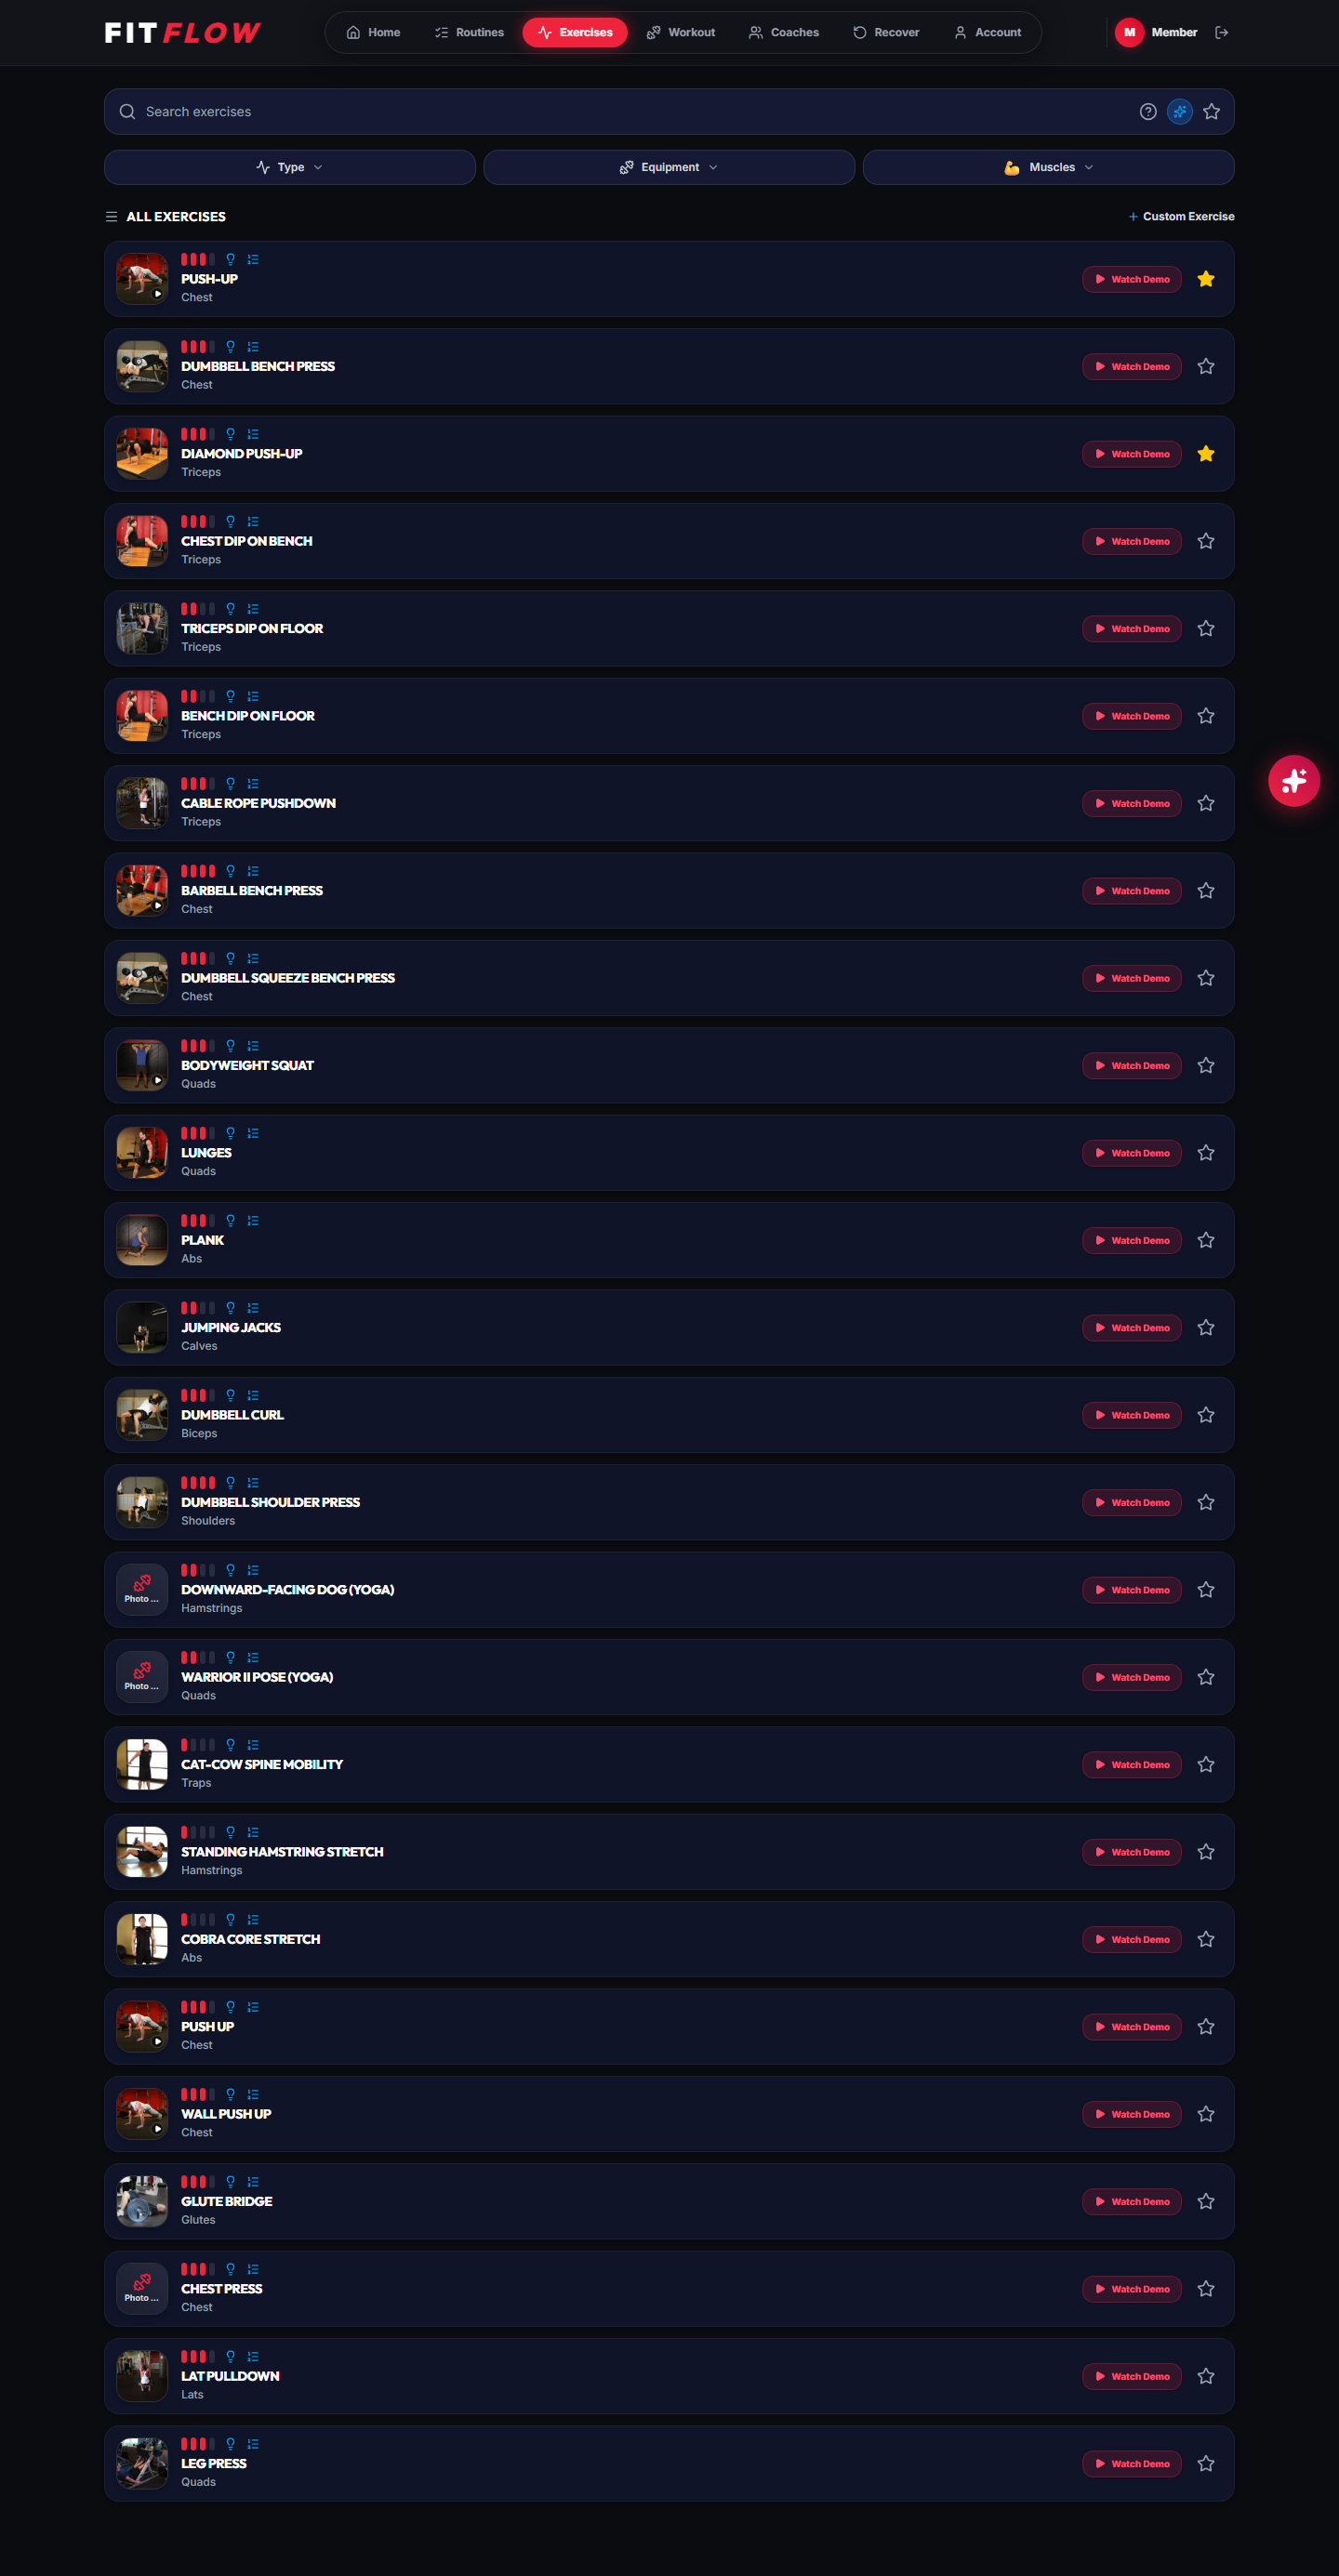 FITFLOW
Home
Routines
Exercises
Workout
Coaches
Recover
Account
M
Member
Search exercises
Type
Equipment
Muscles
ALL EXERCISES
+ Custom Exercise
PUSH-UP
Chest
Watch Demo
DUMBBELL BENCH PRESS
Chest
Watch Demo
DIAMOND PUSH-UP
Triceps
Watch Demo
CHEST DIP ON BENCH
Triceps
Watch Demo
TRICEPS DIP ON FLOOR
Triceps
Watch Demo
BENCH DIP ON FLOOR
Triceps
Watch Demo
CABLE ROPE PUSHDOWN
Triceps
Watch Demo
BARBELL BENCH PRESS
Chest
Watch Demo
DUMBBELL SQUEEZE BENCH PRESS
Chest
Watch Demo
BODYWEIGHT SQUAT
Quads
Watch Demo
LUNGES
Quads
Watch Demo
PLANK
Abs
Watch Demo
JUMPING JACKS
Calves
Watch Demo
DUMBBELL CURL
Biceps
Watch Demo
DUMBBELL SHOULDER PRESS
Shoulders
Watch Demo
Photo ...
DOWNWARD-FACING DOG (YOGA)
Hamstrings
Watch Demo
Photo ...
WARRIOR II POSE (YOGA)
Quads
Watch Demo
CAT-COW SPINE MOBILITY
Traps
Watch Demo
STANDING HAMSTRING STRETCH
Hamstrings
Watch Demo
COBRA CORE STRETCH
Abs
Watch Demo
PUSH UP
Chest
Watch Demo
WALL PUSH UP
Chest
Watch Demo
GLUTE BRIDGE
Glutes
Watch Demo
Photo ...
CHEST PRESS
Chest
Watch Demo
LAT PULLDOWN
Lats
Watch Demo
LEG PRESS
Quads
Watch Demo